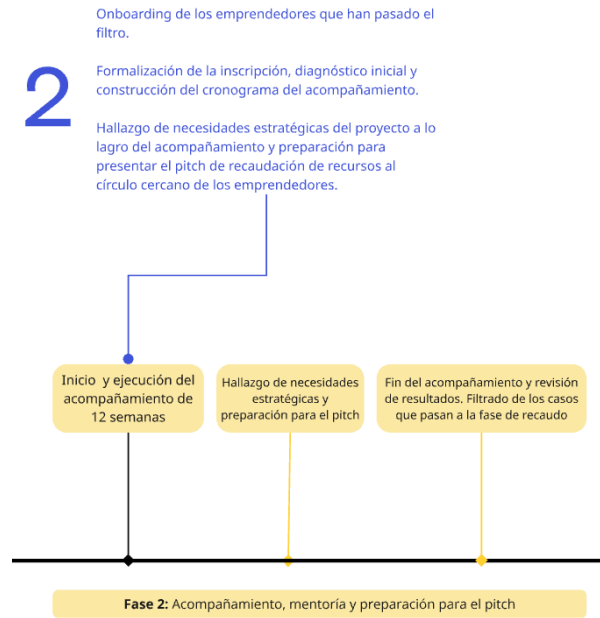 Onboarding de los emprendedores que han pasado el
filtro.
2
Formalización de la inscripción, diagnóstico inicial y
construcción del cronograma del acompañamiento.
Hallazgo de necesidades estratégicas del proyecto a lo
lagro del acompañamiento y preparación para
presentar el pitch de recaudación de recursos al
círculo cercano de los emprendedores.
Inicio y ejecución del
acompañamiento de
12 semanas
Hallazgo de necesidades
estratégicas y
preparación para el pitch
Fin del acompañamiento y revisión
de resultados. Filtrado de los casos
que pasan a la fase de recaudo
Fase 2: Acompañamiento, mentoría y preparación para el pitch